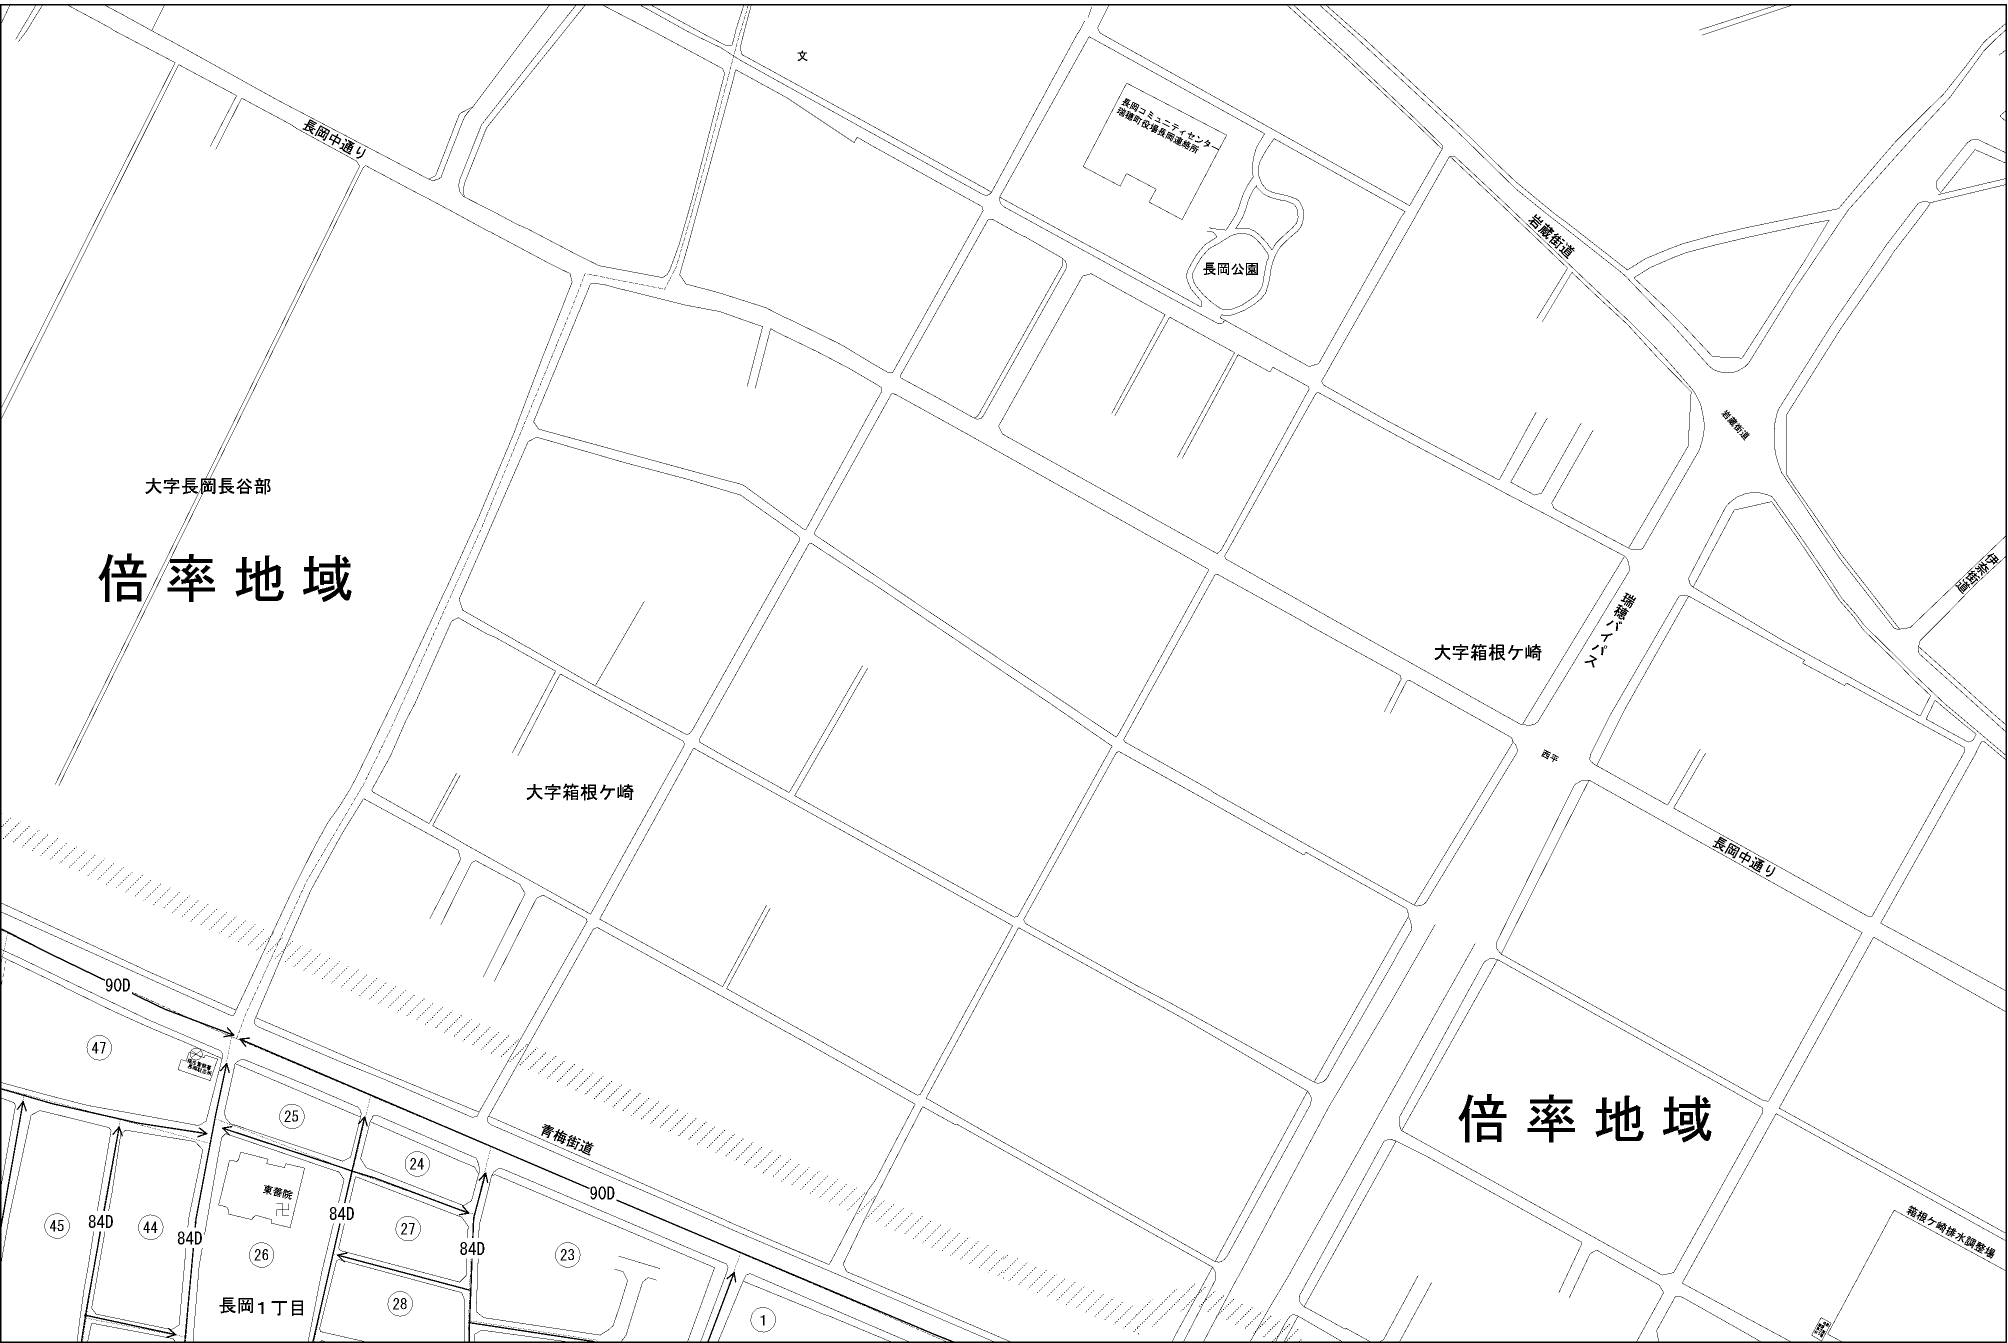 文
長岡コミュニティセンター
瑞穂町役場長岡連絡所
長岡中通り
岩蔵街道
長岡公園
岩蔵街道
大字長岡長谷部
倍率地域
伊奈街道
瑞穂バイパス
大字箱根ケ崎
西平
大字箱根ケ崎
長岡中通り
90D
47
25
青梅街道
倍率地域
24
90D
東善院
卍
45
84D
44
84D
84D
27
84D
23
26
箱根ケ崎排水調整場
長岡1丁目
28
1